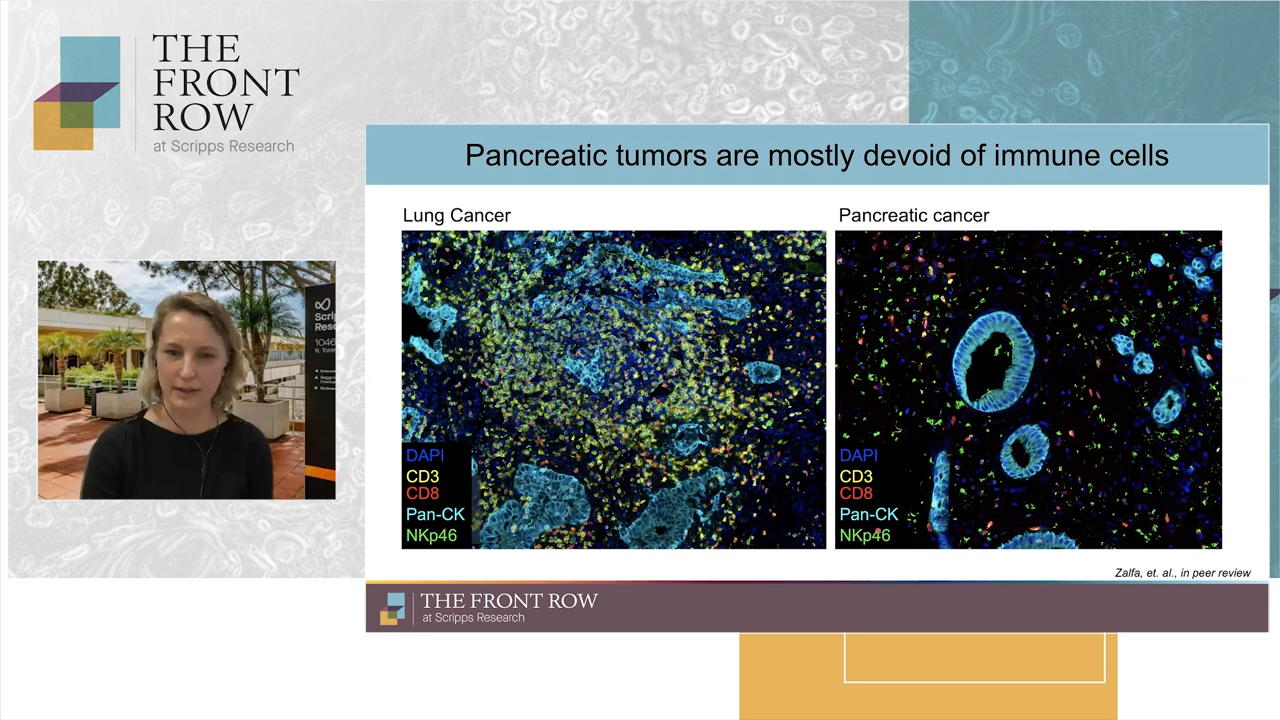 THE
FRONT
ROW
at Scripps Research
Pancreatic tumors are mostly devoid of immune cells
Lung Cancer
Pancreatic cancer
DAPI
CD3
CD8
Pan-CK
NKp46
DAPI
CD3
CD8
Pan-CK
NKp46
Zalfa, et. al., in peer review
THE FRONT ROW
at Scripps Research
1046